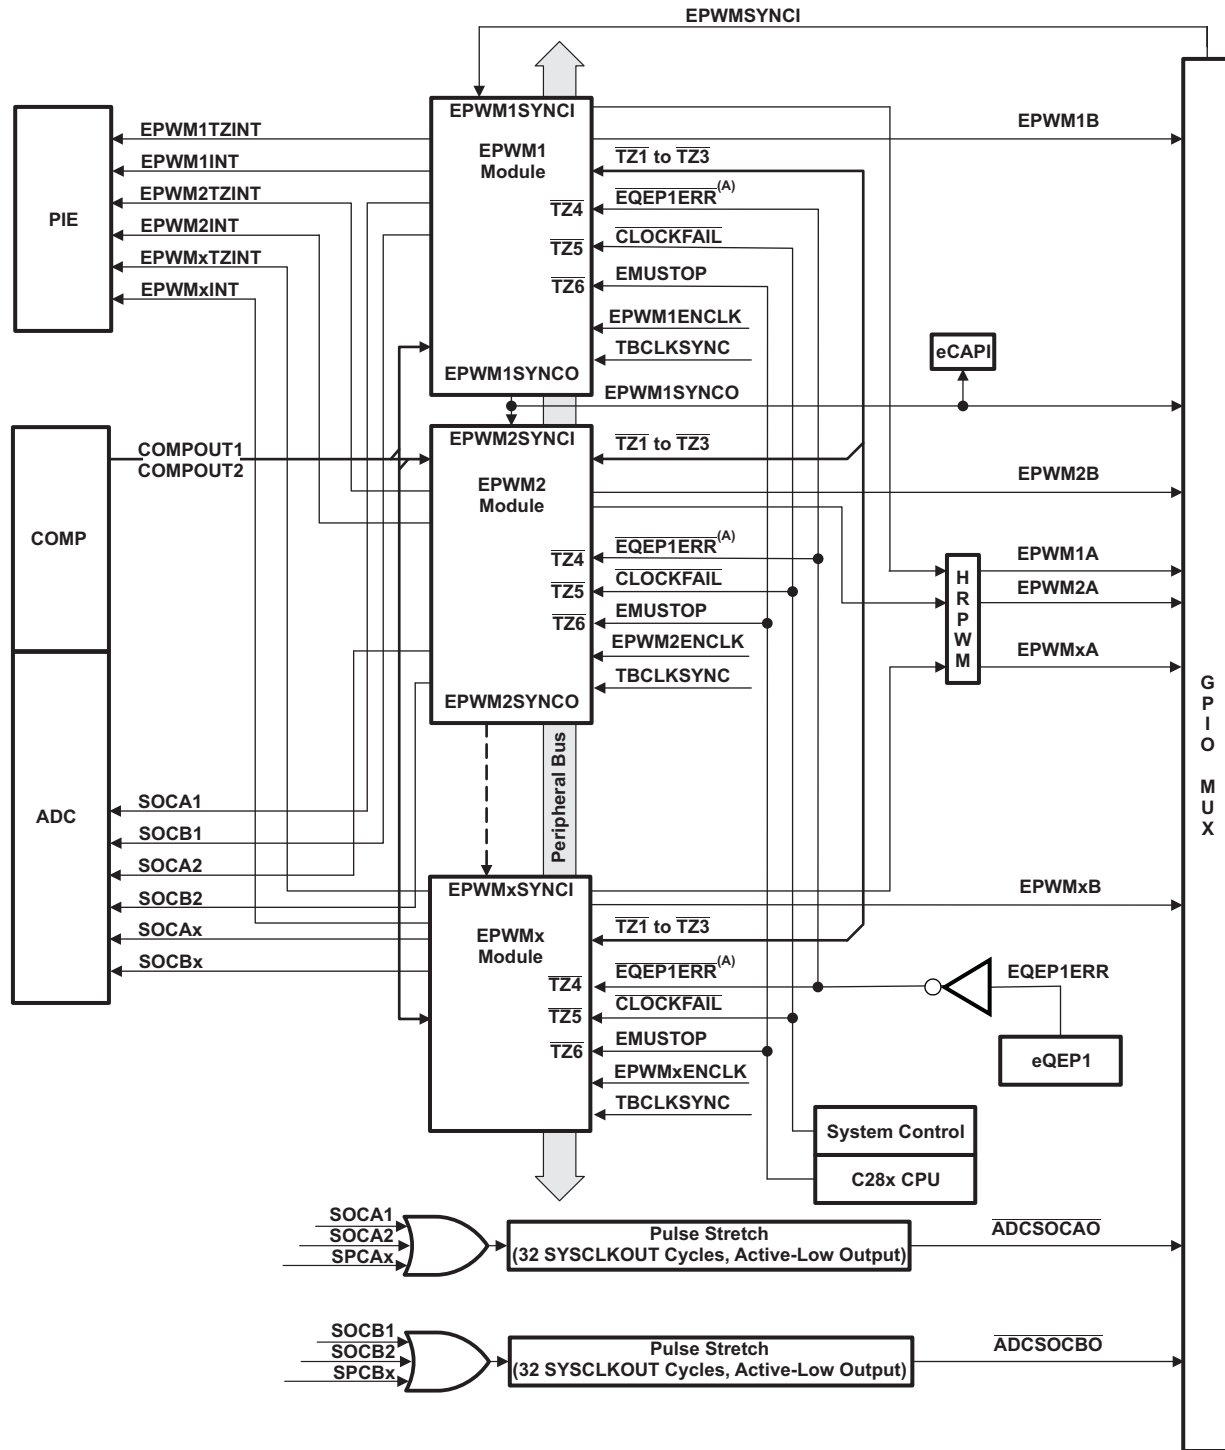 EPWMSYNCI
EPWM1SYNCI
EPWM1
Module
TZ4
TZ5
TZ6
EPWM1SYNCO
EPWM1TZINT
EPWM1INT
EPWM2TZINT
EPWM2INT
EPWMxTZINT
EPWMxINT
PIE
EPWM1B
TZ1 to TZ3
EQEP1ERR(A)
CLOCKFAIL
EMUSTOP
EPWM1ENCLK
TBCLKSYNC
eCAPI
EPWM1SYNCO
COMPOUT1
COMPOUT2
COMP
EPWM2SYNCI
EPWM2
Module
TZ4
TZ5
TZ6
EPWM2SYNCO
TZ1 to TZ3
EPWM2B
EQEP1ERR(A)
CLOCKFAIL
EMUSTOP
EPWM2ENCLK
TBCLKSYNC
HRPWM
EPWM1A
EPWM2A
EPWMxA
GPIO MUX
Peripheral Bus
ADC
SOCA1
SOCB1
SOCA2
SOCB2
SOCAx
SOCBx
EPWMxSYNCI
EPWMx
Module
TZ4
TZ5
TZ6
EPWMxB
TZ1 to TZ3
EQEP1ERR(A)
CLOCKFAIL
EMUSTOP
EPWMxENCLK
TBCLKSYNC
EQEP1ERR
eQEP1
System Control
C28x CPU
SOCA1
SOCA2
SPCAx
Pulse Stretch
(32 SYSCLKOUT Cycles, Active-Low Output)
ADCSOCAO
SOCB1
SOCB2
SPCBx
Pulse Stretch
(32 SYSCLKOUT Cycles, Active-Low Output)
ADCSOCBO